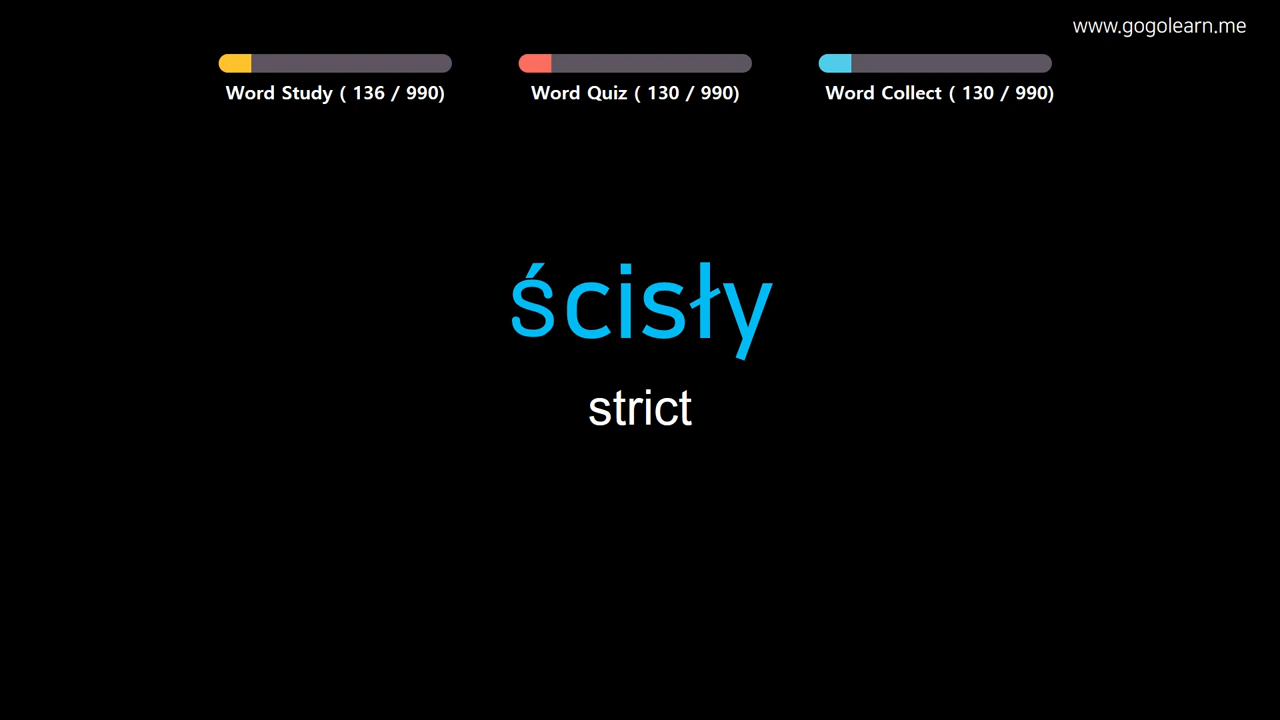 www.gogolearn.me
Word Study ( 136 / 990)
Word Quiz ( 130 / 990)
Word Collect ( 130 / 990)
ścisły
strict